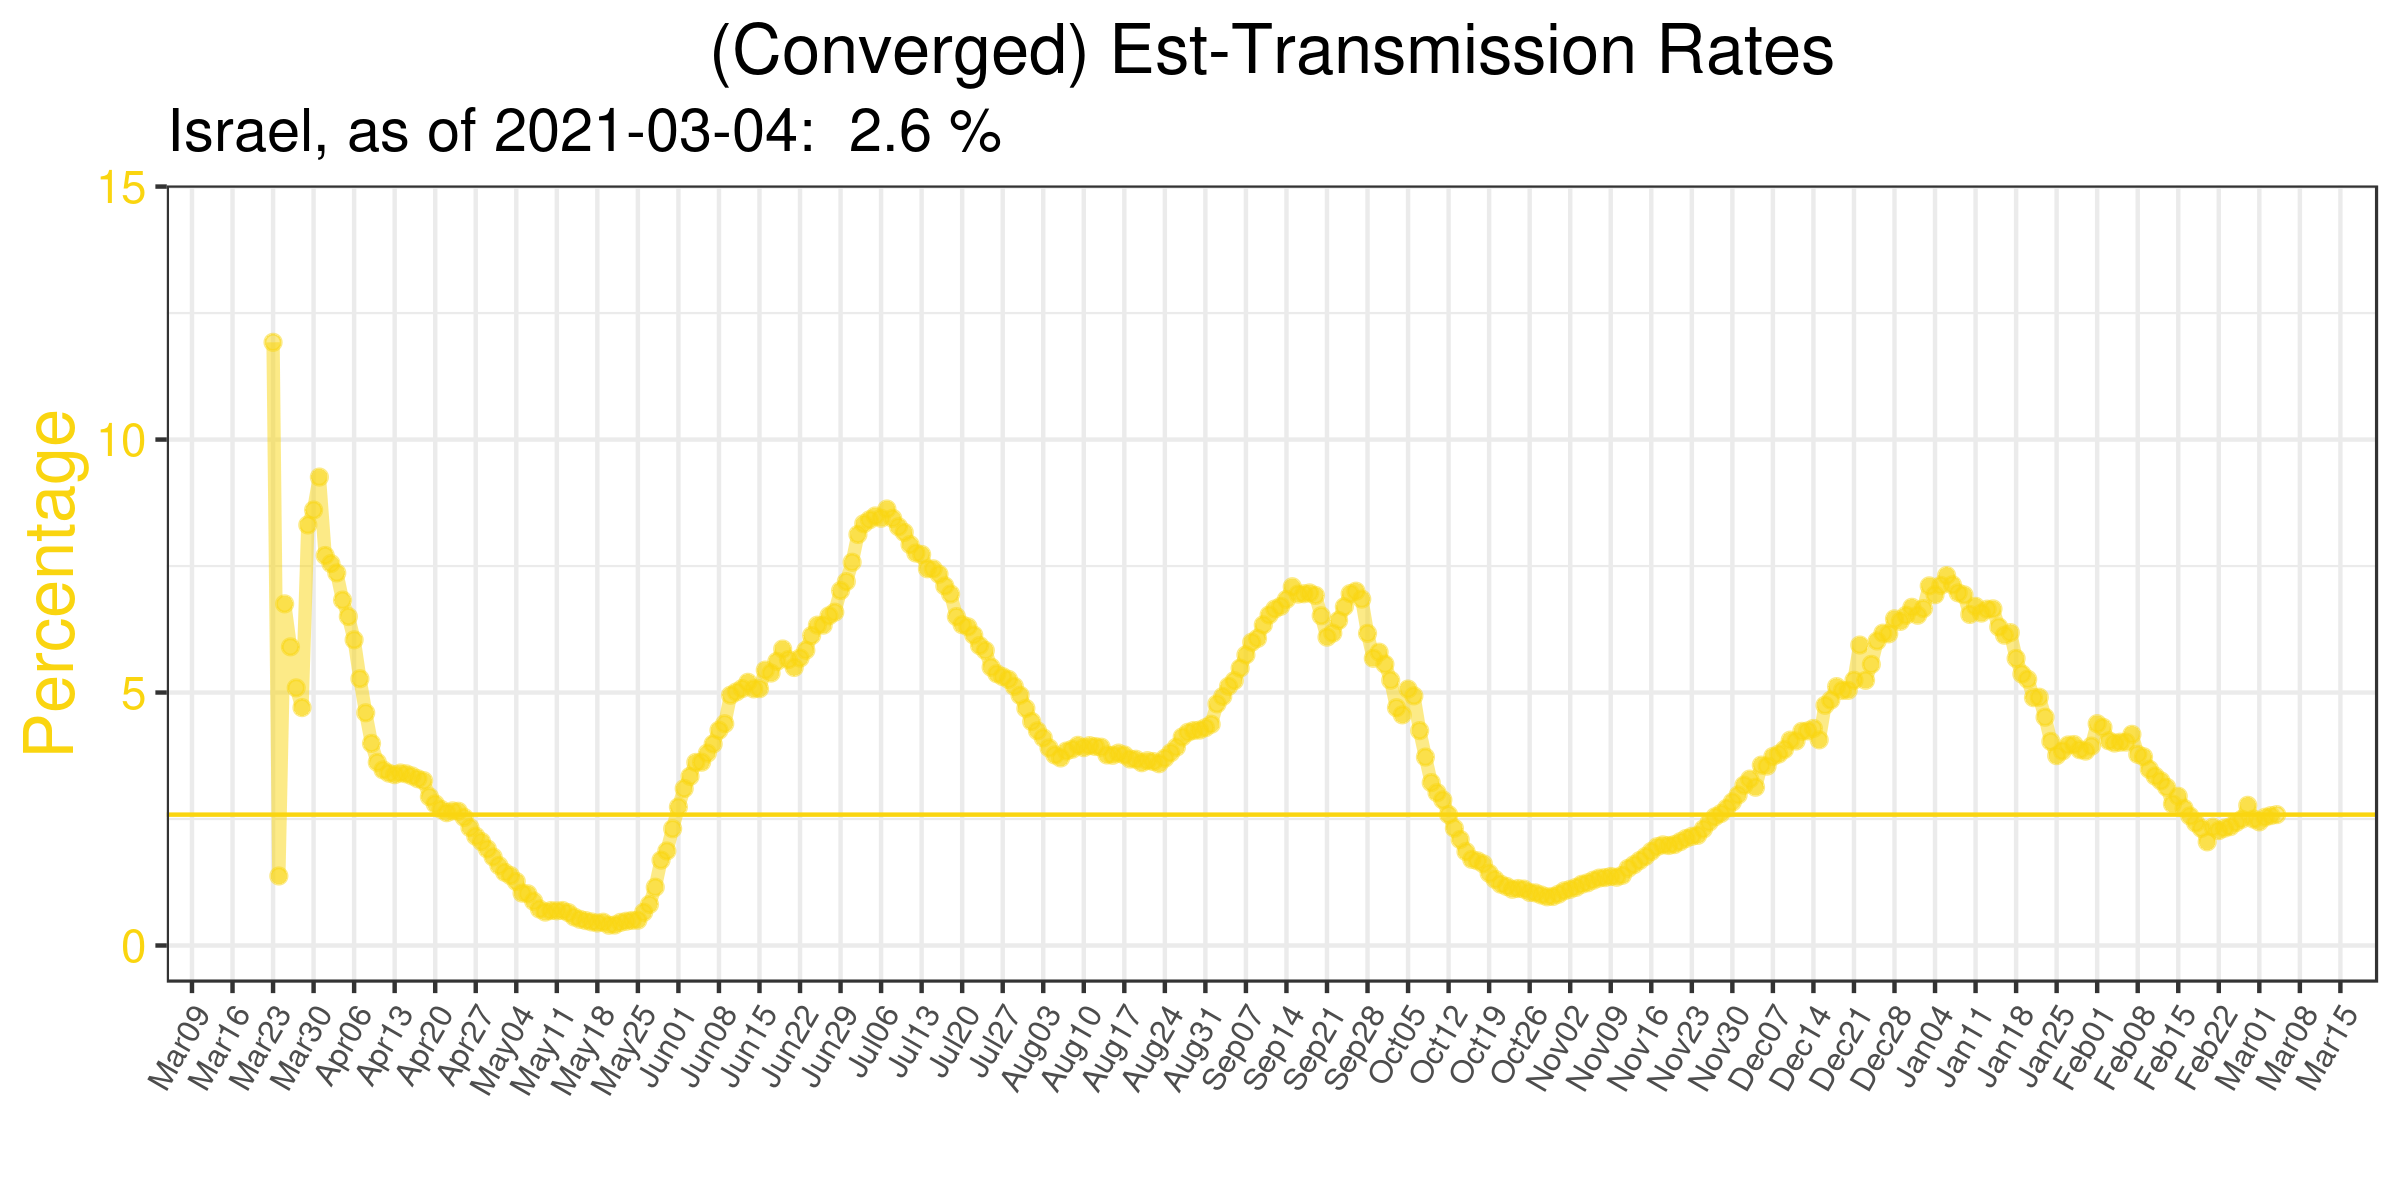 (Converged) Est-Transmission Rates
Israel, as of 2021-03-04:  2.6 %
Percentage
15
10
5
0
Mar09
Mar16
Mar23
Mar30
Apr06
Apr13
Apr20
Apr27
May04
May11
May18
May25
Jun01
Jun08
Jun15
Jun22
Jun29
Jul06
Jul13
Jul20
Jul27
Aug03
Aug10
Aug17
Aug24
Aug31
Sep07
Sep14
Sep21
Sep28
Oct05
Oct12
Oct19
Oct26
Nov02
Nov09
Nov16
Nov23
Nov30
Dec07
Dec14
Dec21
Dec28
Jan04
Jan11
Jan18
Jan25
Feb01
Feb08
Feb15
Feb22
Mar01
Mar08
Mar15